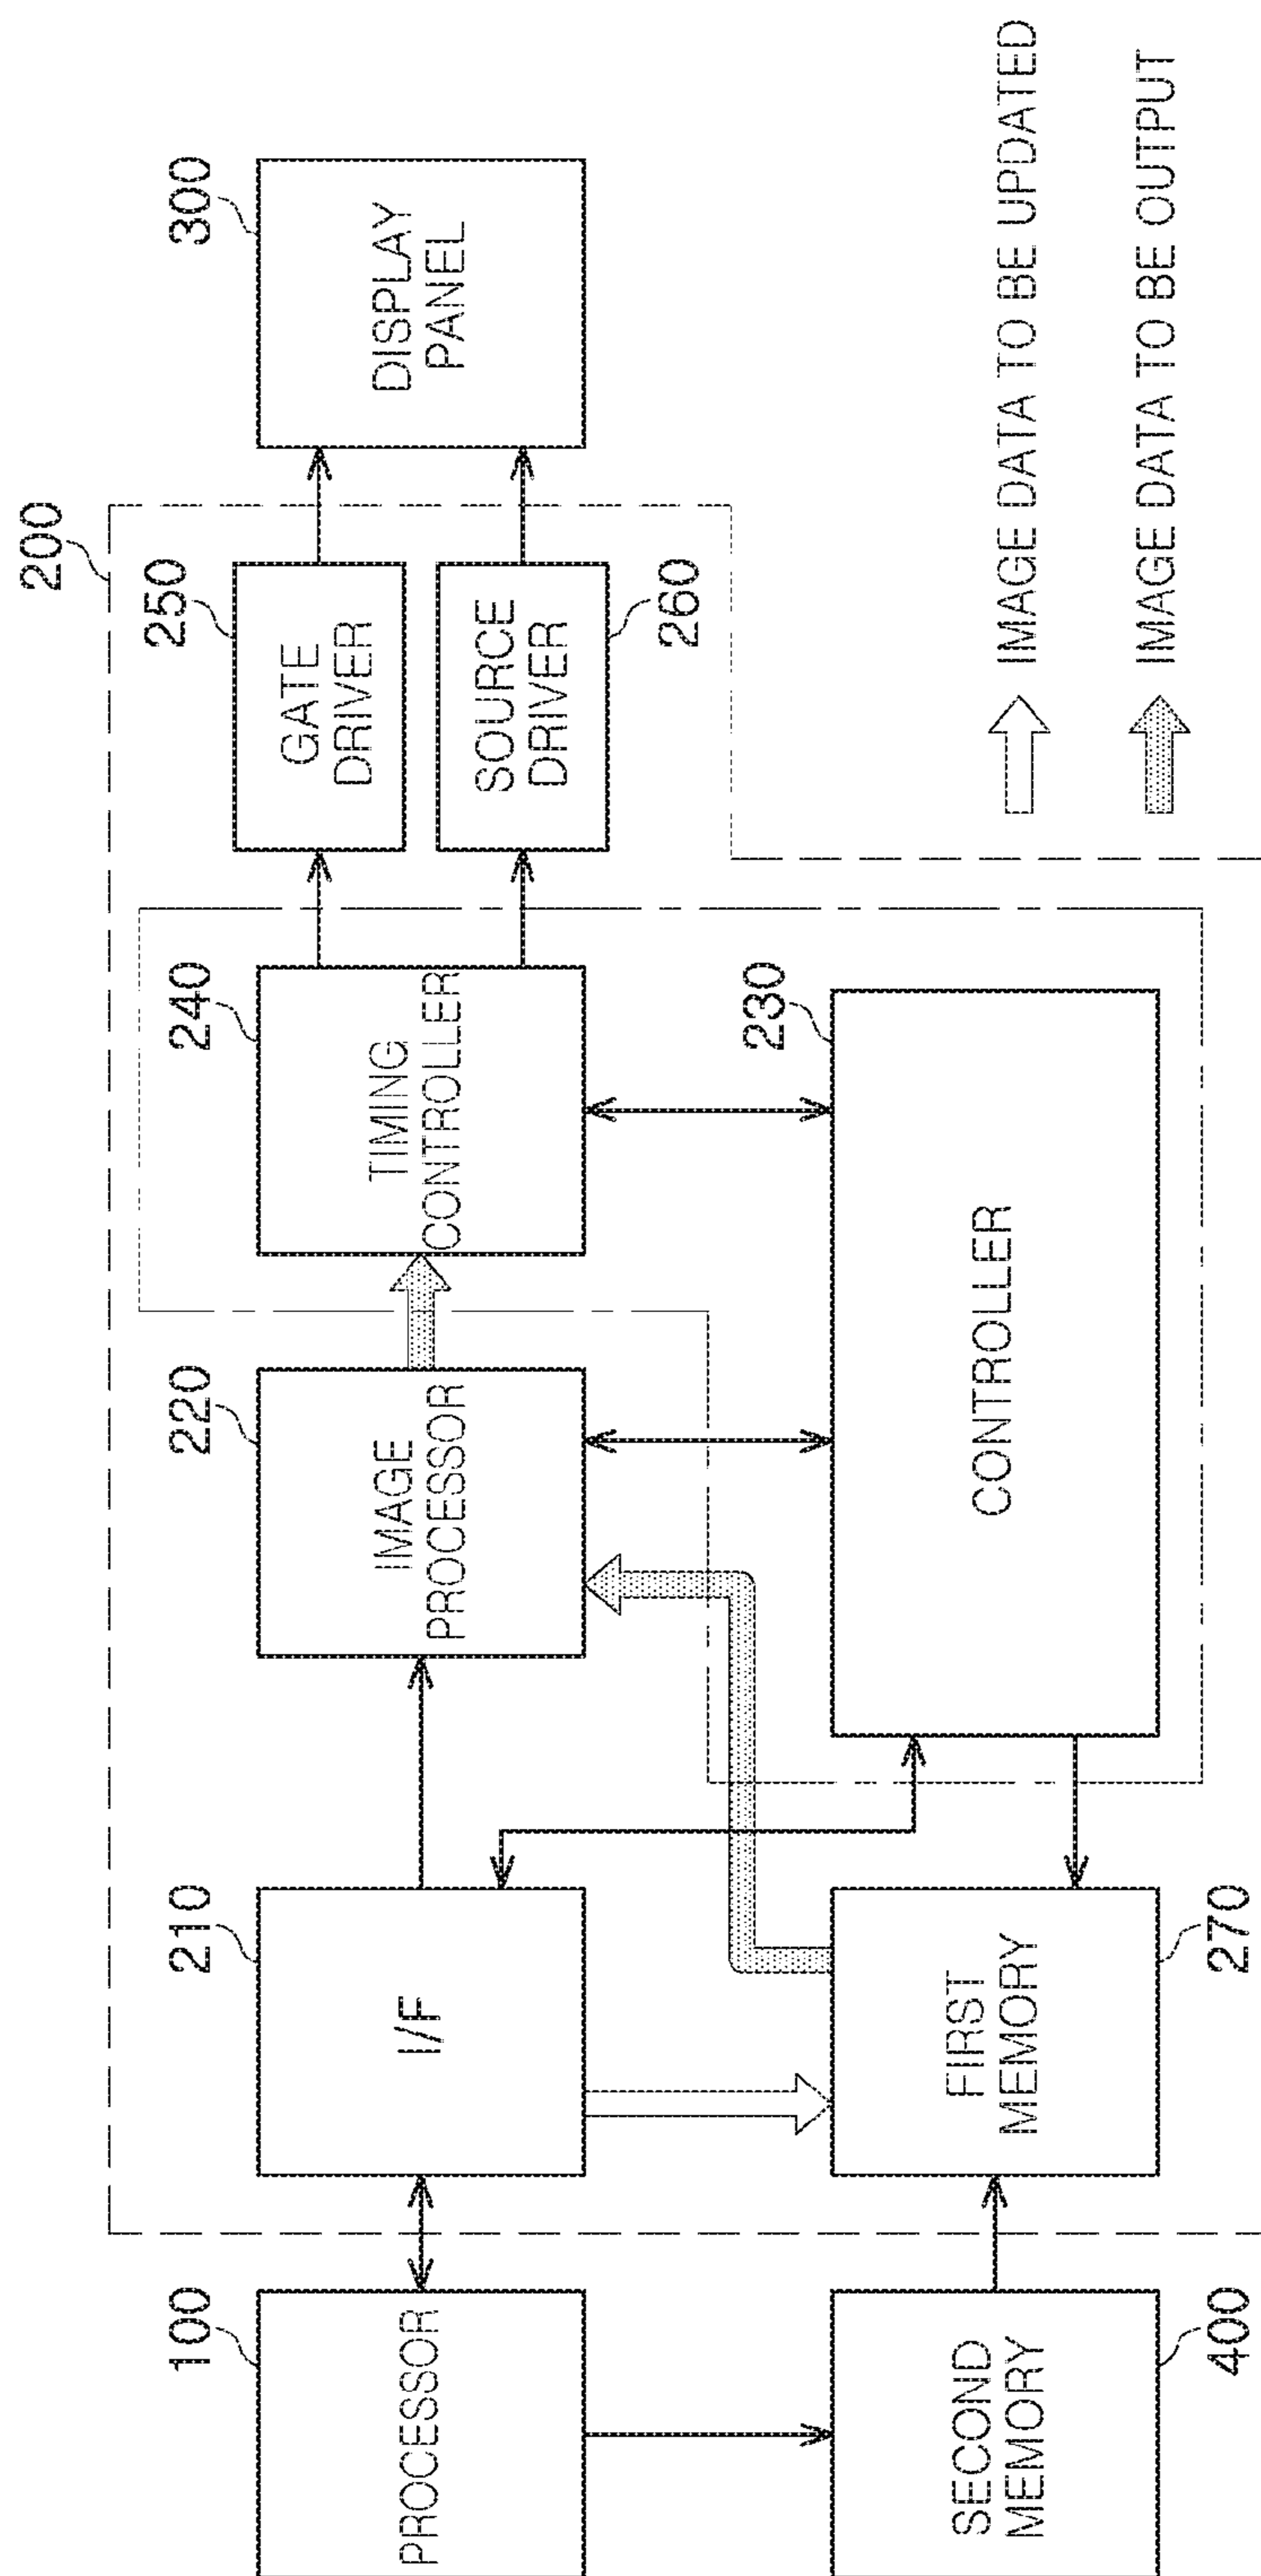 200
100
PROCESSOR
210
I/F
220
IMAGE
PROCESSOR
240
TIMING
CONTROLLER
250
GATE
DRIVER
SOURCE
DRIVER
260
300
DISPLAY
PANEL
SECOND
MEMORY
400
FIRST
MEMORY
270
230
CONTROLLER
IMAGE DATA TO BE UPDATED
IMAGE DATA TO BE OUTPUT